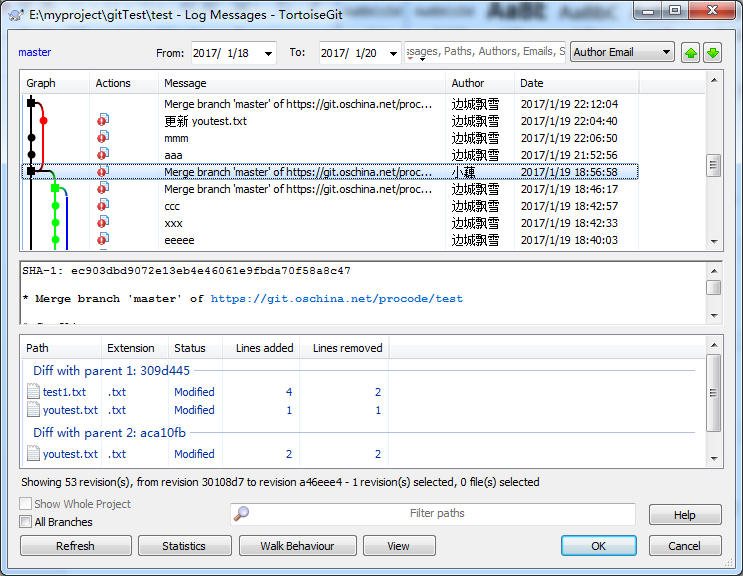 E:\myproject\gitTest\test - Log Messages - TortoiseGit
master From: 2017/ 1/18 To: 2017/ 1/20 Paths, Authors, Emails, S Author Email
Graph Actions Message Author Date
Merge branch 'master' of https://git.oschina.net/proc... 边城飘雪 2017/1/19 22:12:04
更新 youtest.txt 边城飘雪 2017/1/19 22:04:40
mmm 边城飘雪 2017/1/19 22:06:50
aaa 边城飘雪 2017/1/19 21:52:56
Merge branch 'master' of https://git.oschina.net/proc... 小藕 2017/1/19 18:56:58
Merge branch 'master' of https://git.oschina.net/proc... 边城飘雪 2017/1/19 18:46:17
ccc 边城飘雪 2017/1/19 18:42:57
xxx 边城飘雪 2017/1/19 18:42:33
eeeee 边城飘雪 2017/1/19 18:40:03
SHA-1: ec903dbd9072e13eb4e46061e9fbda70f58a8c47
* Merge branch 'master' of https://git.oschina.net/procode/test
Path Extension Status Lines added Lines removed
Diff with parent 1: 309d445
test1.txt .txt Modified 4 2
youtest.txt .txt Modified 1 1
Diff with parent 2: aca10fb
youtest.txt .txt Modified 2 2
Showing 53 revision(s), from revision 30108d7 to revision a46eee4 - 1 revision(s) selected, 0 file(s) selected
Show Whole Project
All Branches
Filter paths
Help
Refresh Statistics Walk Behaviour View OK Cancel